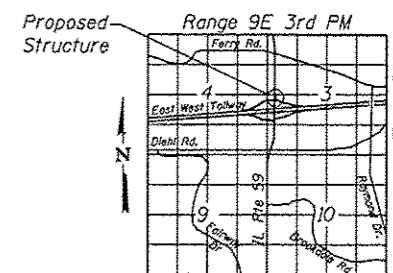 Proposed
Structure
Range 9E 3rd PM
Ferry Rd.
4
3
East West Tollway
Diehl Rd.
N
IL Rte 59
Raymond Dr.
9
10
Fairway
Dr
Brookdale Rd